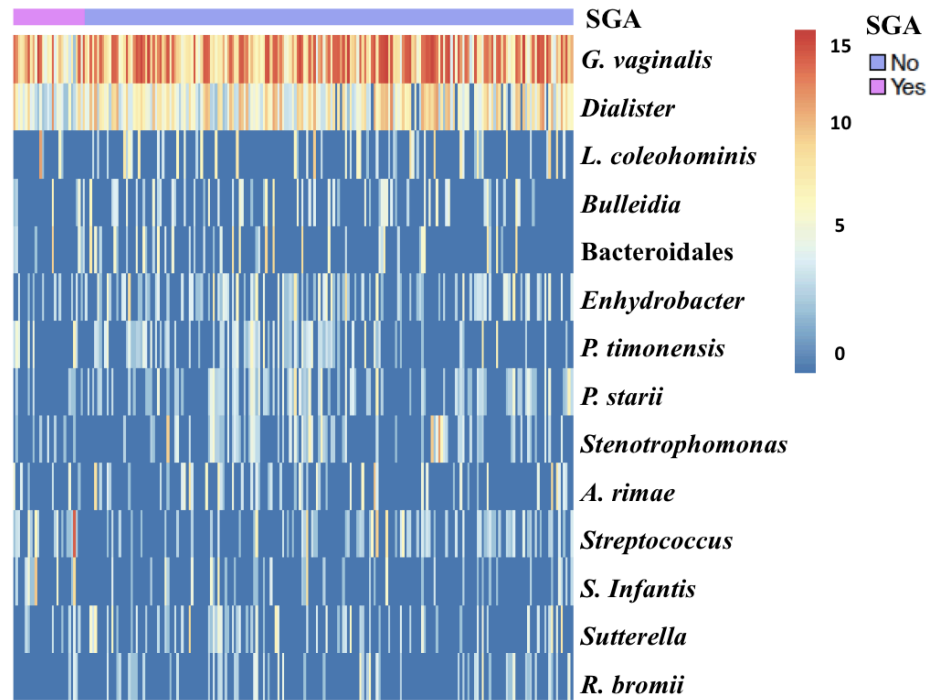 SGA
G. vaginalis
Dialister
L. coleohominis
Bulleidia
Bacteroidales
Enhydrobacter
P. timonensis
P. starii
Stenotrophomonas
A. rimae
Streptococcus
S. Infantis
Sutterella
R. bromii
15
10
5
0
SGA
No
Yes